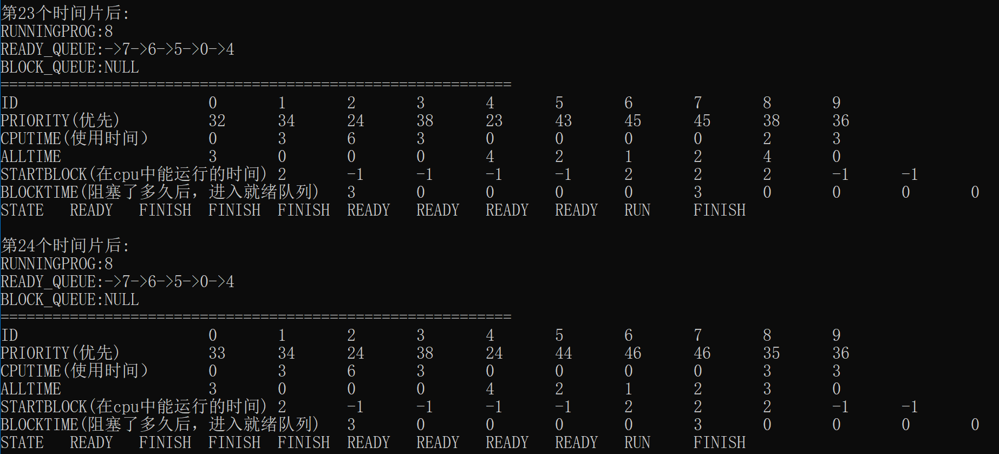 第23个时间片后:
RUNNINGPROG:8
READY_QUEUE:->7->6->5->0->4
BLOCK_QUEUE:NULL
===========================================================
ID 0 1 2 3 4 5 6 7 8 9
PRIORITY(优先) 32 34 24 38 23 43 45 45 38 36
CPUTIME(使用时间） 0 3 6 3 0 0 0 0 2 3
ALLTIME 3 0 0 0 4 2 1 2 4 0
STARTBLOCK(在cpu中能运行的时间) 2 -1 -1 -1 -1 2 2 2 -1 -1
BLOCKTIME(阻塞了多久后，进入就绪队列) 3 0 0 0 0 3 0 0 0 0
STATE READY FINISH FINISH FINISH READY READY READY READY RUN FINISH
第24个时间片后:
RUNNINGPROG:8
READY_QUEUE:->7->6->5->0->4
BLOCK_QUEUE:NULL
===========================================================
ID 0 1 2 3 4 5 6 7 8 9
PRIORITY(优先) 33 34 24 38 24 44 46 46 35 36
CPUTIME(使用时间） 0 3 6 3 0 0 0 0 3 3
ALLTIME 3 0 0 0 4 2 1 2 3 0
STARTBLOCK(在cpu中能运行的时间) 2 -1 -1 -1 -1 2 2 2 -1 -1
BLOCKTIME(阻塞了多久后，进入就绪队列) 3 0 0 0 0 3 0 0 0 0
STATE READY FINISH FINISH FINISH READY READY READY READY RUN FINISH